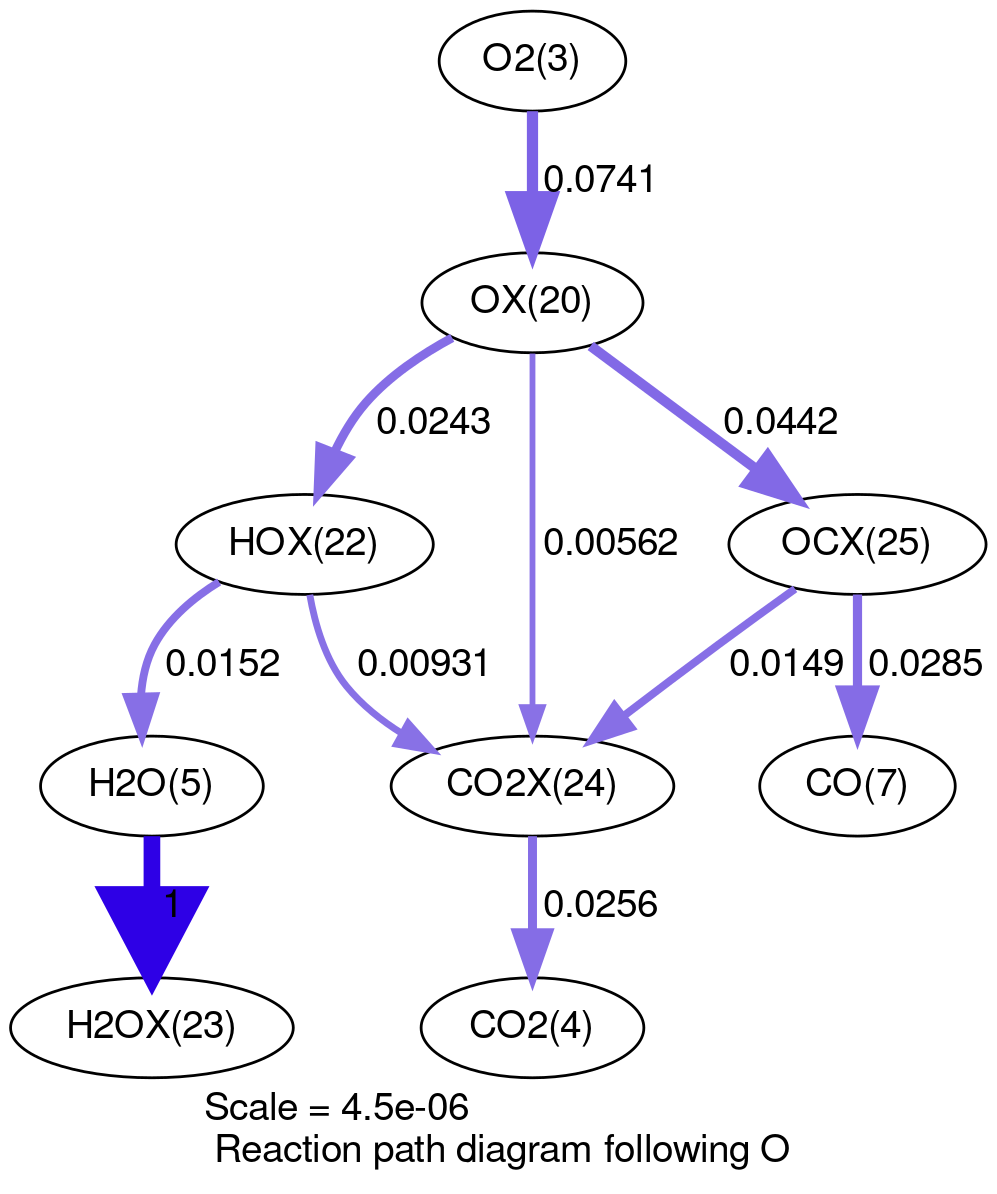 O2(3)
0.0741
OX(20)
0.0243
0.0442
HOX(22)
0.00562
OCX(25)
0.0152
0.00931
0.0149
0.0285
H2O(5)
CO2X(24)
CO(7)
1
0.0256
H2OX(23)
CO2(4)
Scale = 4.5e-06
Reaction path diagram following O